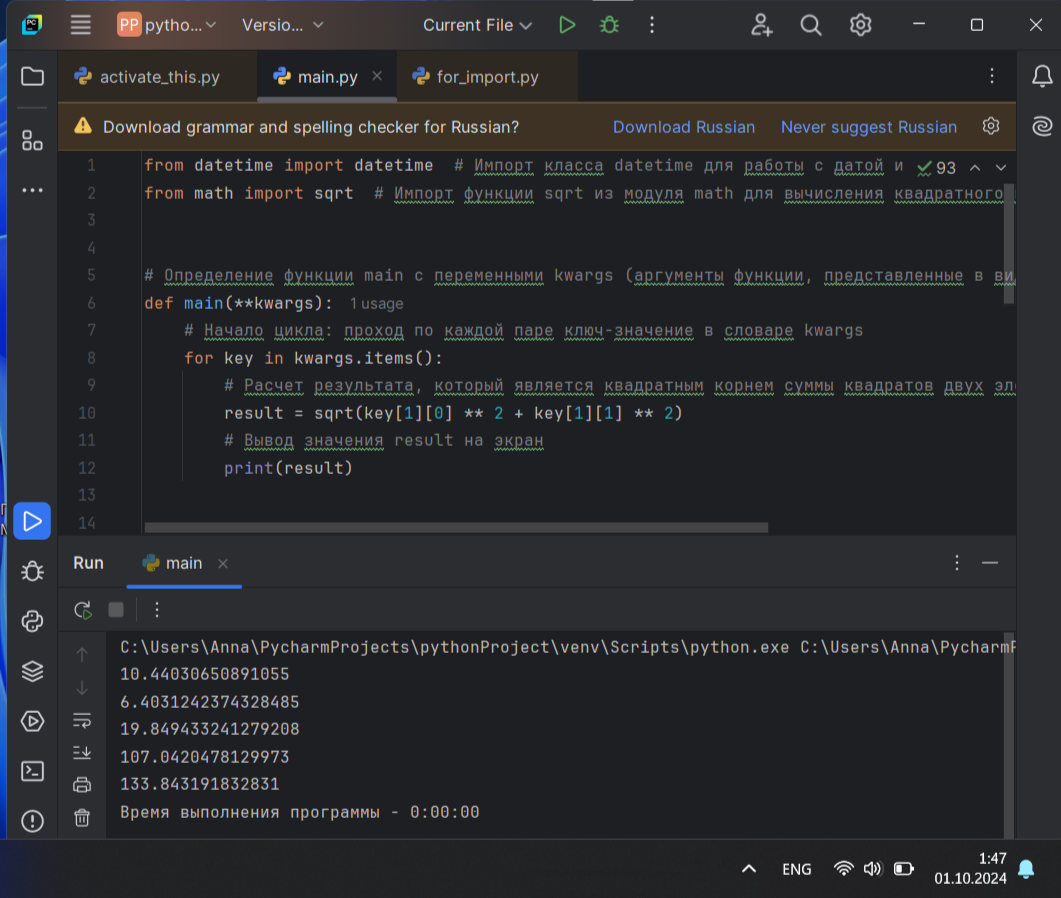 PP pytho... Versio... Current File
activate_this.py main.py for_import.py
Download grammar and spelling checker for Russian? Download Russian Never suggest Russian
1 from datetime import datetime # Импорт класса datetime для работы с датой и 93
2 from math import sqrt # Импорт функции sqrt из модуля math для вычисления квадратного
3
4
5 # Определение функции main с переменными kwargs (аргументы функции, представленные в
6 def main(**kwargs): 1 usage
7 # Начало цикла: проход по каждой паре ключ-значение в словаре kwargs
8 for key in kwargs.items():
9 # Расчет результата, который является квадратным корнем суммы квадратов двух
10 result = sqrt(key[1][0] ** 2 + key[1][1] ** 2)
11 # Вывод значения result на экран
12 print(result)
13
14
Run main
C:\Users\Anna\PycharmProjects\pythonProject\venv\Scripts\python.exe C:\Users\Anna\PycharmP
10.44030650891055
6.4031242374328485
19.849433241279208
107.0420478129973
133.843191832831
Время выполнения программы - 0:00:00
ENG 1:47
01.10.2024